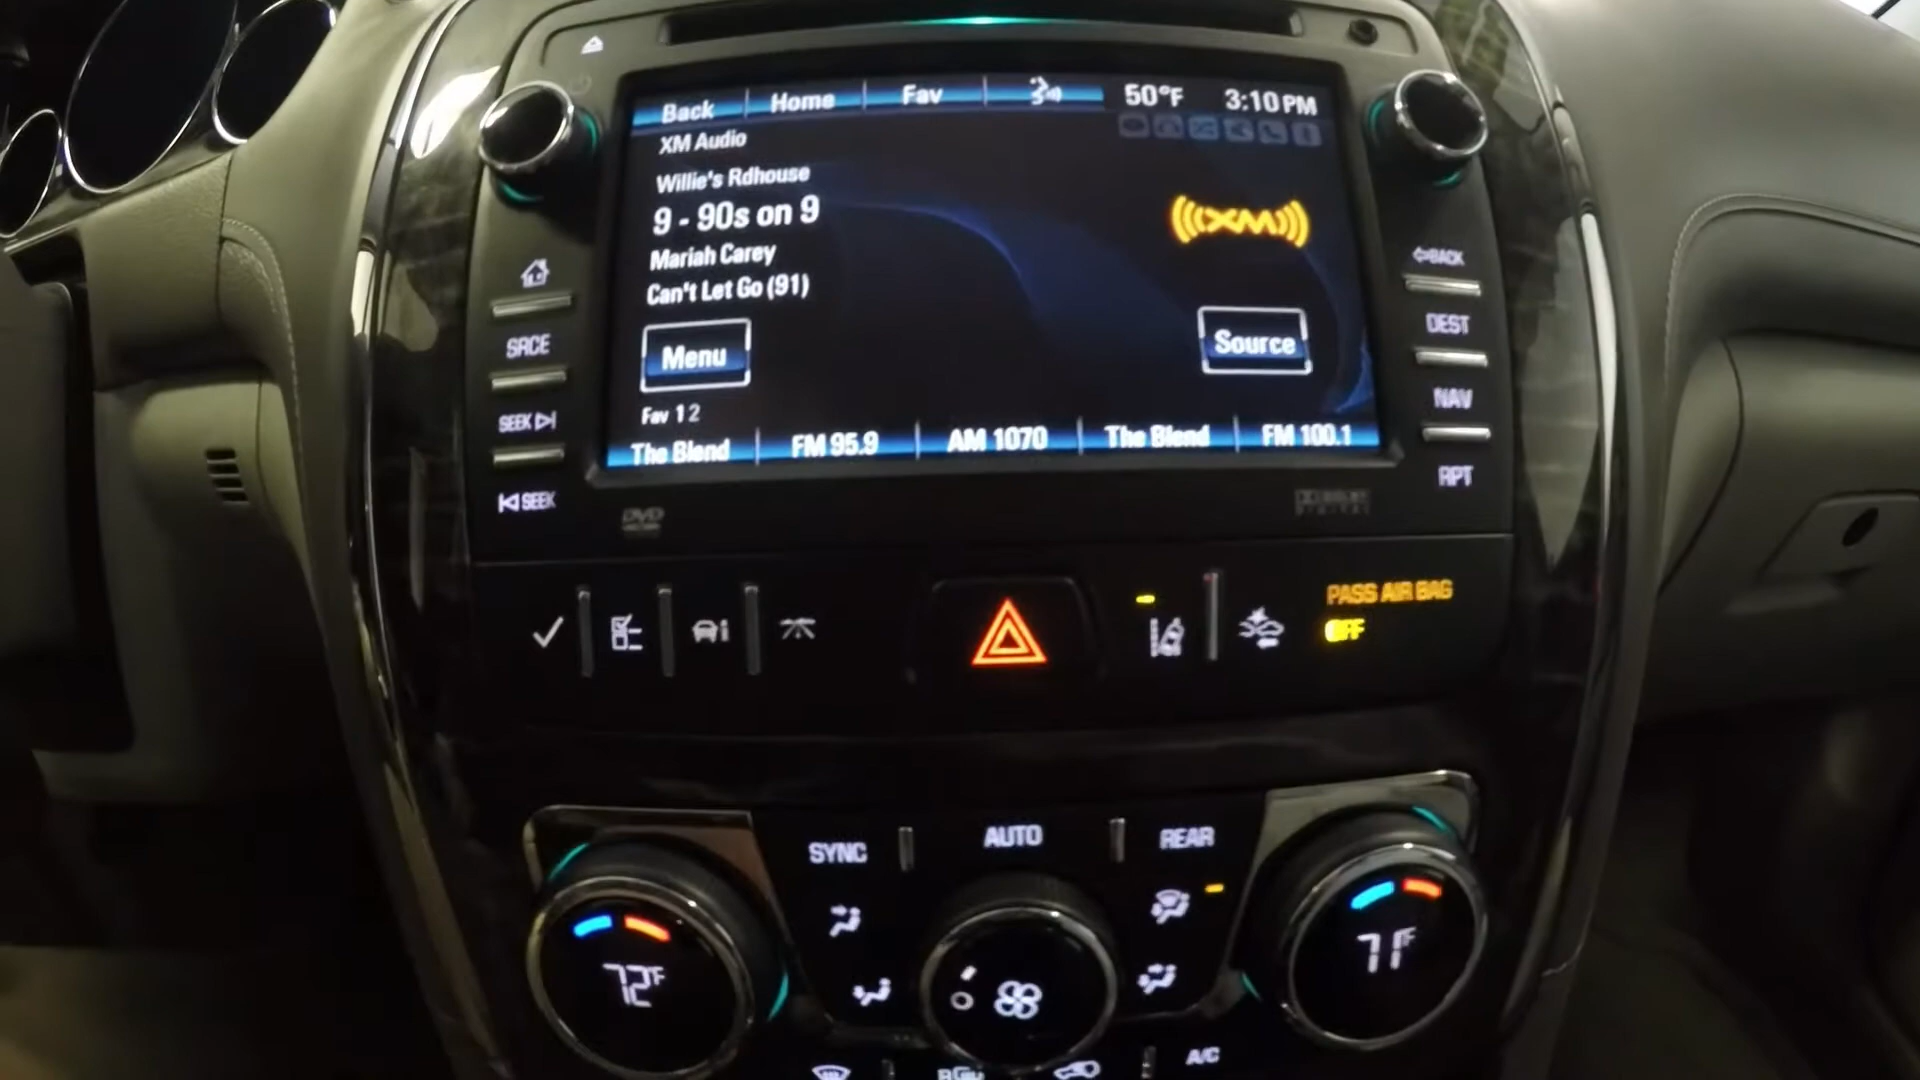 Back Home Fav 50°F 3:10 PM
XM Audio
Willie's Rdhouse
9 - 90s on 9
XM
Mariah Carey
Can't Let Go (91)
Menu Source
Fav 1 2
The Blend FM 95.9 AM 1070 The Blend FM 100.1
SRCE
SEEK
SEEK
BACK
DEST
NAV
RPT
DVD
DIGITAL
PASS AIR BAG
OFF
SYNC AUTO REAR
72°F
71°F
A/C